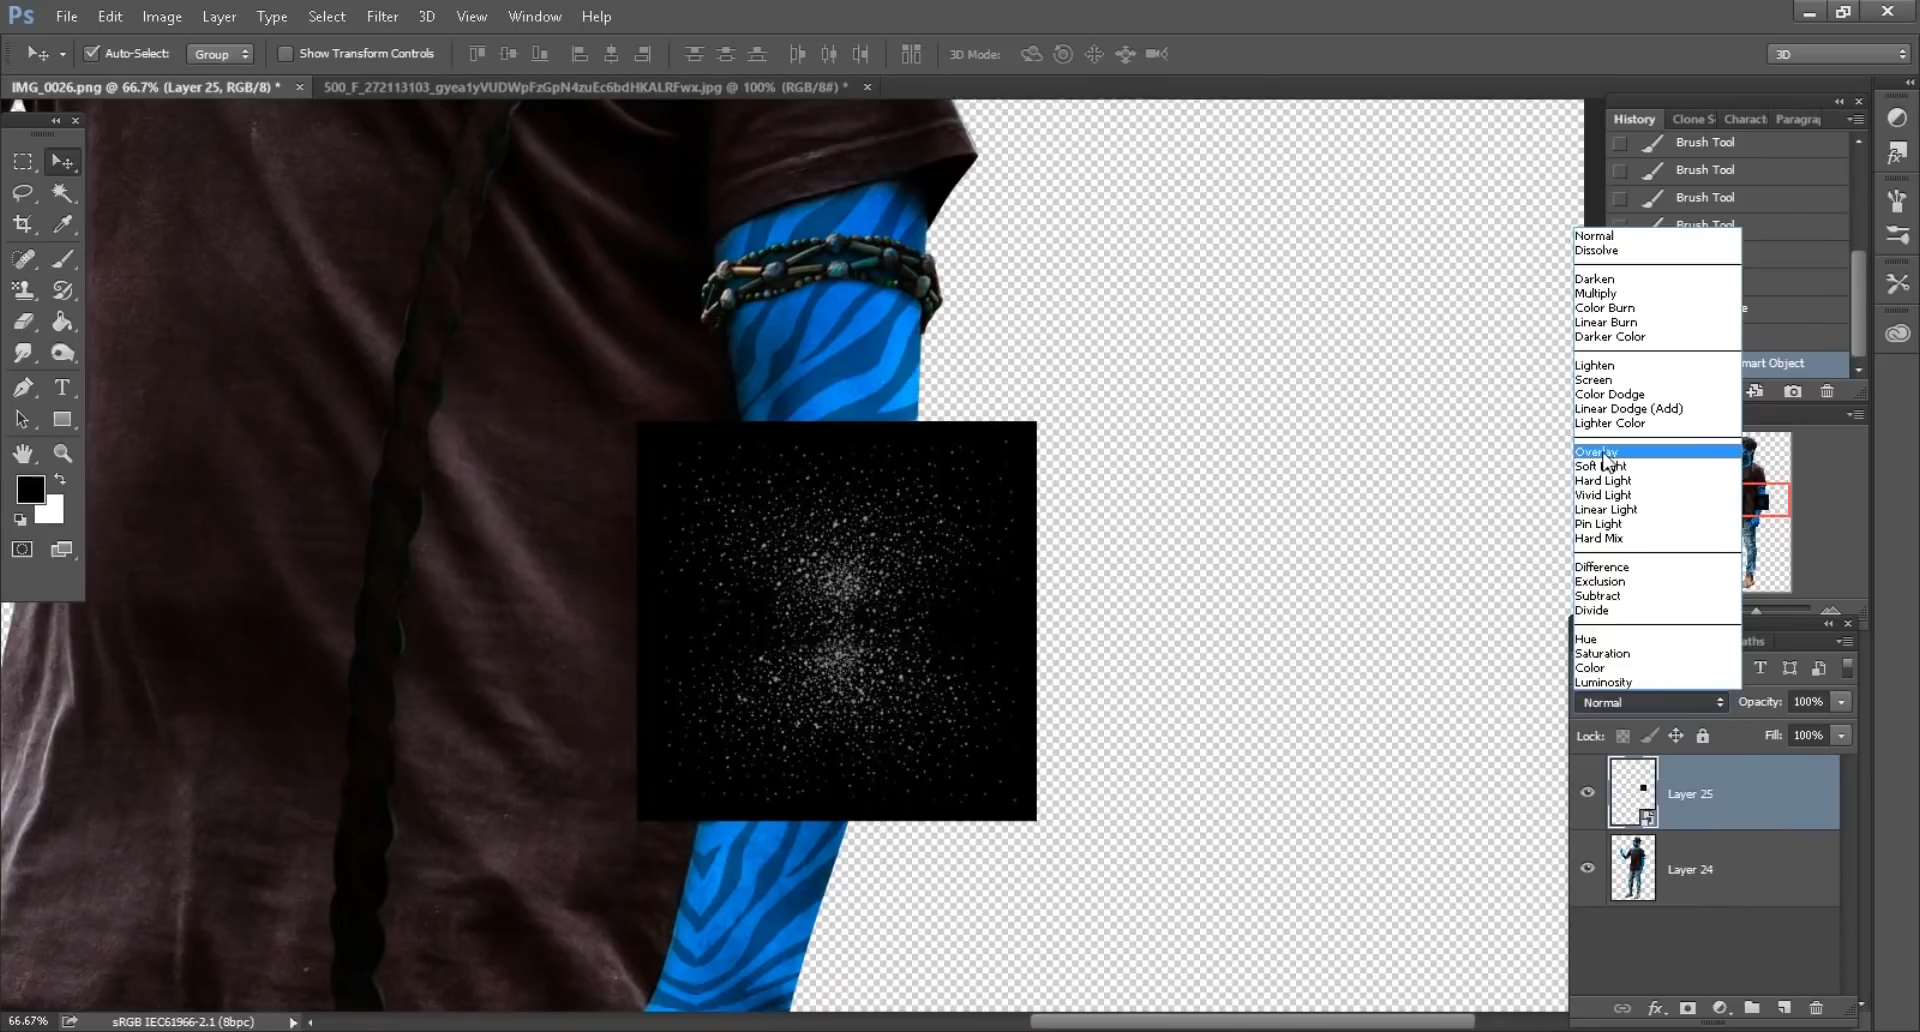 Ps File Edit Image Layer Type Select Filter 3D View Window Help
Auto-Select: Group Show Transform Controls 3D Mode: 3D
IMG_0026.png @ 66.7% (Layer 25, RGB/8) * × 500_F_272113103_gyea1yVUDWpFzGpN4zuEc6bdHKALRFwx.jpg @ 100% (RGB/8#) * ×
History Clone S Charact Paragra
Brush Tool
Brush Tool
Brush Tool
Brush Tool
Normal
Dissolve
Darken
Multiply
Color Burn
Linear Burn
Darker Color
Lighten
Screen
Color Dodge
Linear Dodge (Add)
Lighter Color
Overlay
Soft Light
Hard Light
Vivid Light
Linear Light
Pin Light
Hard Mix
Difference
Exclusion
Subtract
Divide
Hue
Saturation
Color
Luminosity
e
mart Object
aths
Normal Opacity: 100%
Lock: Fill: 100%
Layer 25
Layer 24
66.67% sRGB IEC61966-2.1 (8bpc)